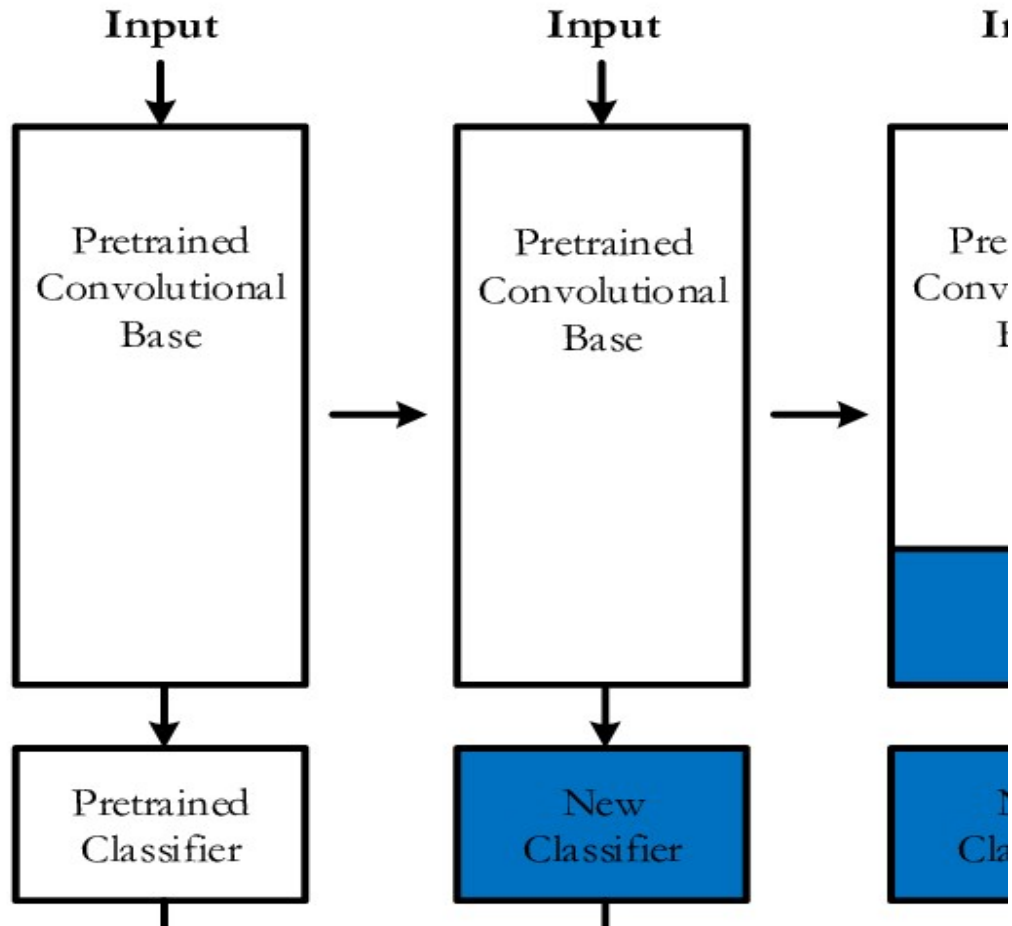 Input
Pretrained
Convolutional
Base
Pretrained
Classifier
Input
Pretrained
Convolutional
Base
New
Classifier